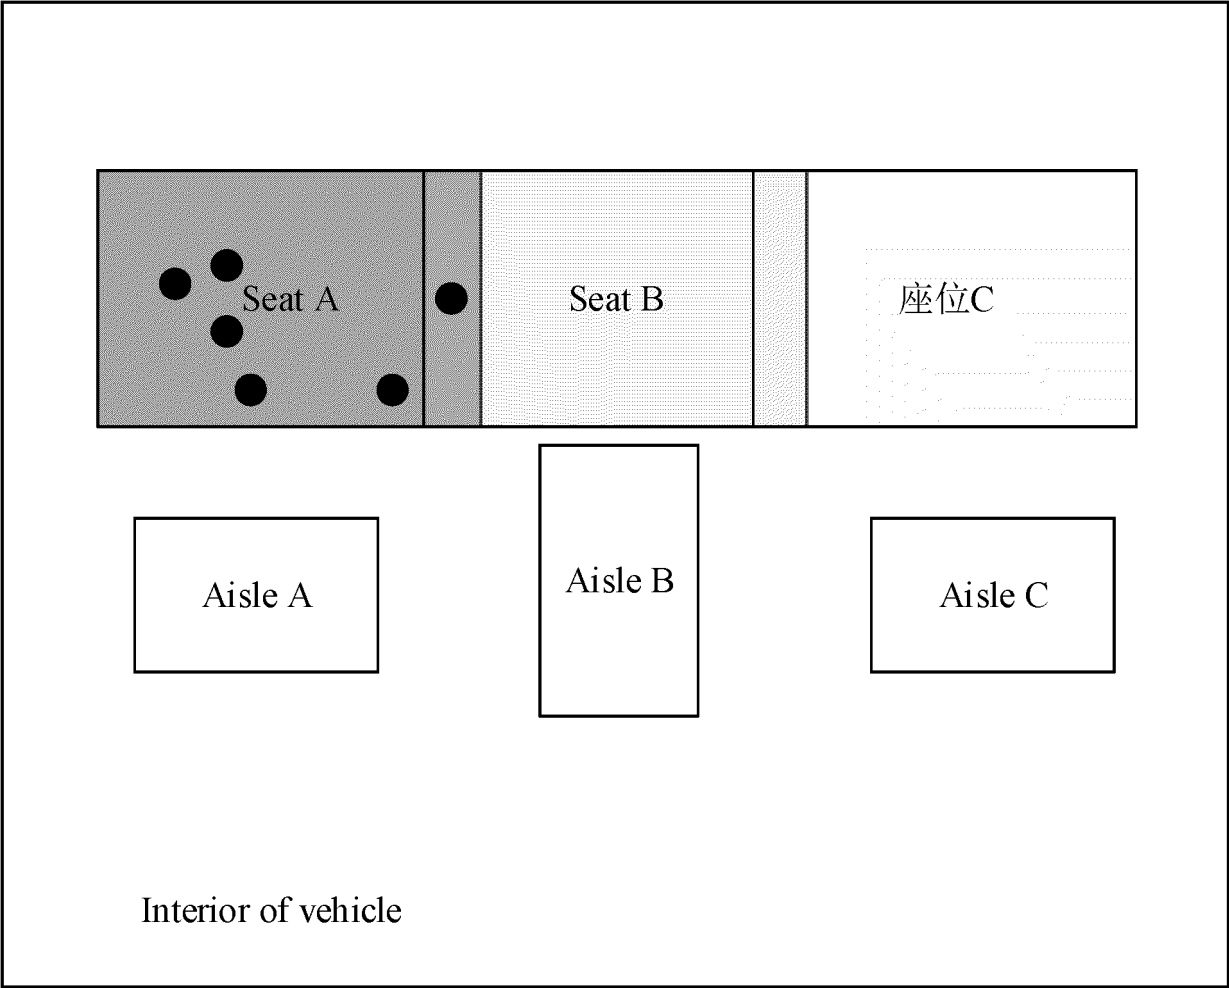 Seat A
Seat B
座位C
Aisle A
Aisle B
Aisle C
Interior of vehicle